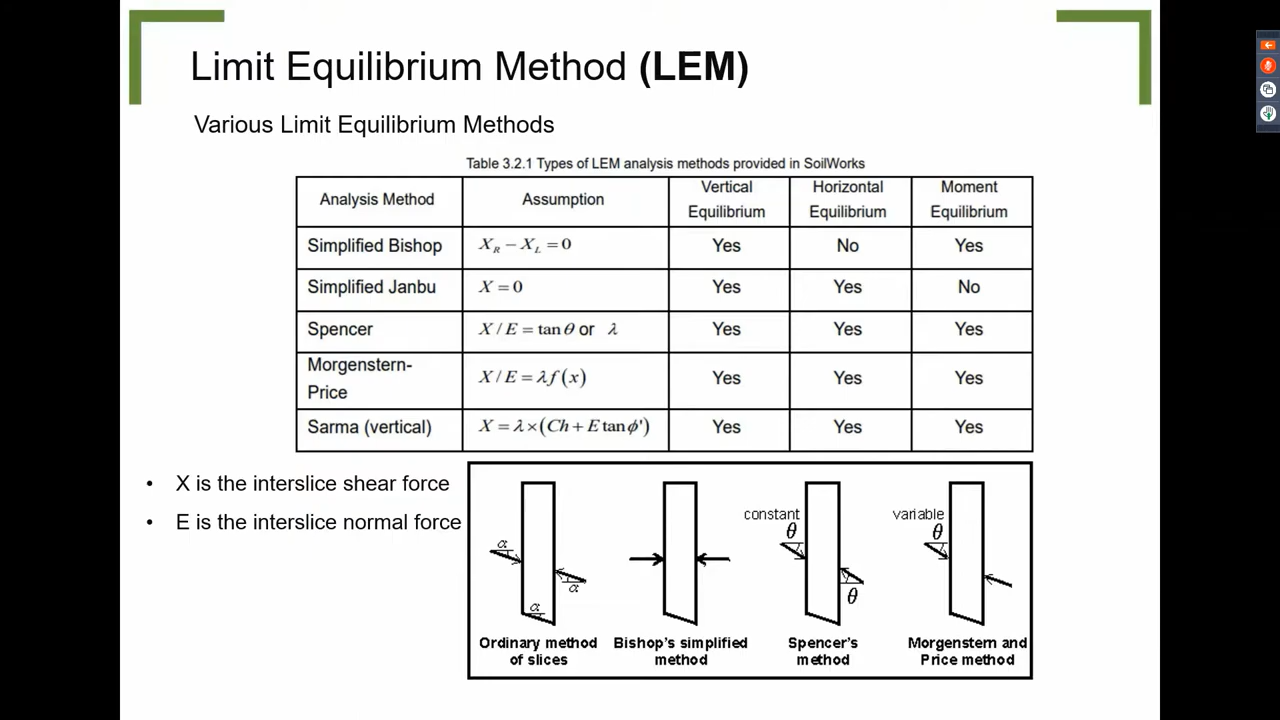 Limit Equilibrium Method (LEM)
Various Limit Equilibrium Methods
Table 3.2.1 Types of LEM analysis methods provided in SoilWorks
Analysis Method Assumption Vertical Equilibrium Horizontal Equilibrium Moment Equilibrium
Simplified Bishop X_R − X_L = 0 Yes No Yes
Simplified Janbu X = 0 Yes Yes No
Spencer X / E = tan θ or λ Yes Yes Yes
Morgenstern-Price X / E = λf(x) Yes Yes Yes
Sarma (vertical) X = λ×(Ch + E tan ϕ') Yes Yes Yes
• X is the interslice shear force
• E is the interslice normal force
constant variable
θ θ
α
α θ
α
Ordinary method of slices
Bishop's simplified method
Spencer's method
Morgenstern and Price method